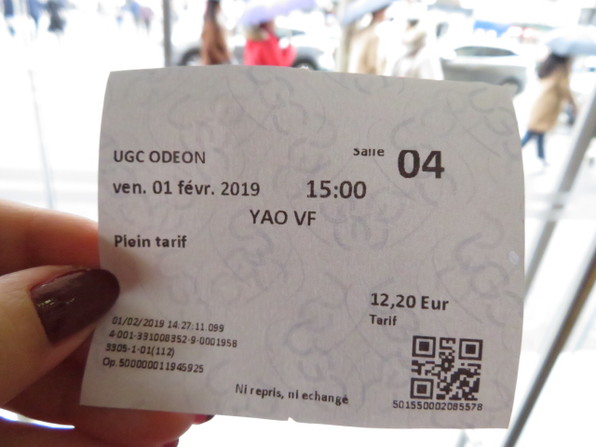 UGC ODEON
Salle 04
ven. 01 févr. 2019 15:00
YAO VF
Plein tarif
12,20 Eur
Tarif
01/02/2019 14:27:11.099
4-001-331008352-9-0001958
3305-1-01(112)
Op.500000011945925
Ni repris, ni echangé
501550002085578